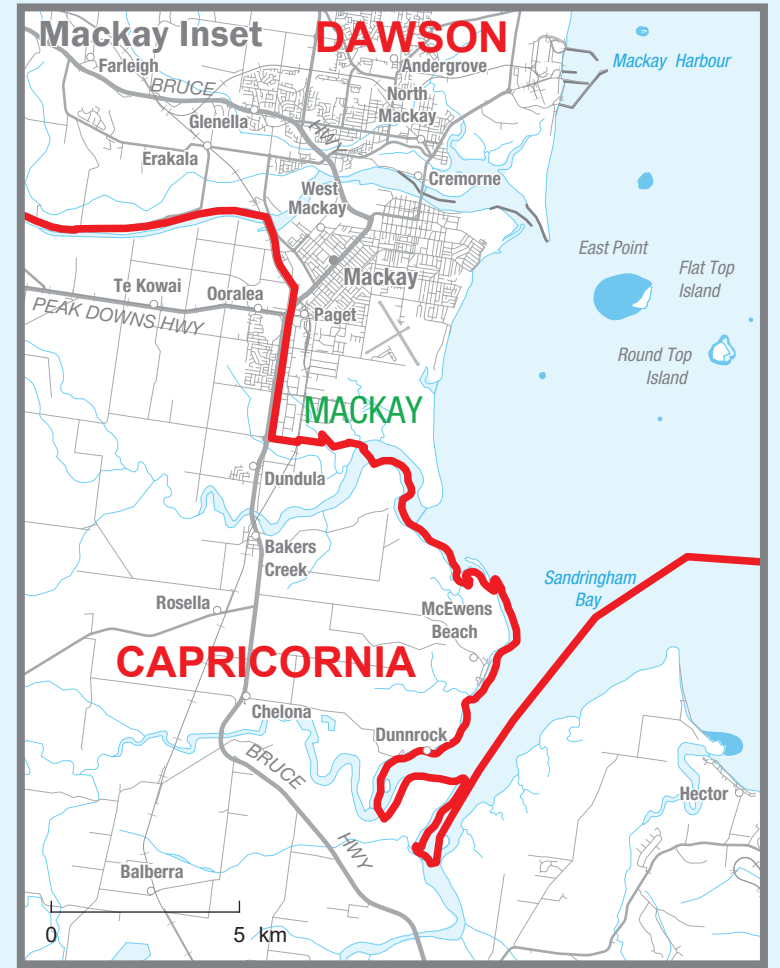 Mackay Inset
DAWSON
Farleigh
Andergrove
Mackay Harbour
BRUCE
HWY
North
Mackay
Glenella
Erakala
Cremorne
West
Mackay
East Point
Flat Top
Island
Mackay
Te Kowai
Ooralea
PEAK DOWNS HWY
Paget
Round Top
Island
MACKAY
Dundula
Bakers
Creek
Sandringham
Bay
Rosella
McEwens
Beach
CAPRICORNIA
Chelona
Dunnrock
BRUCE
HWY
Hector
Balberra
0 5 km